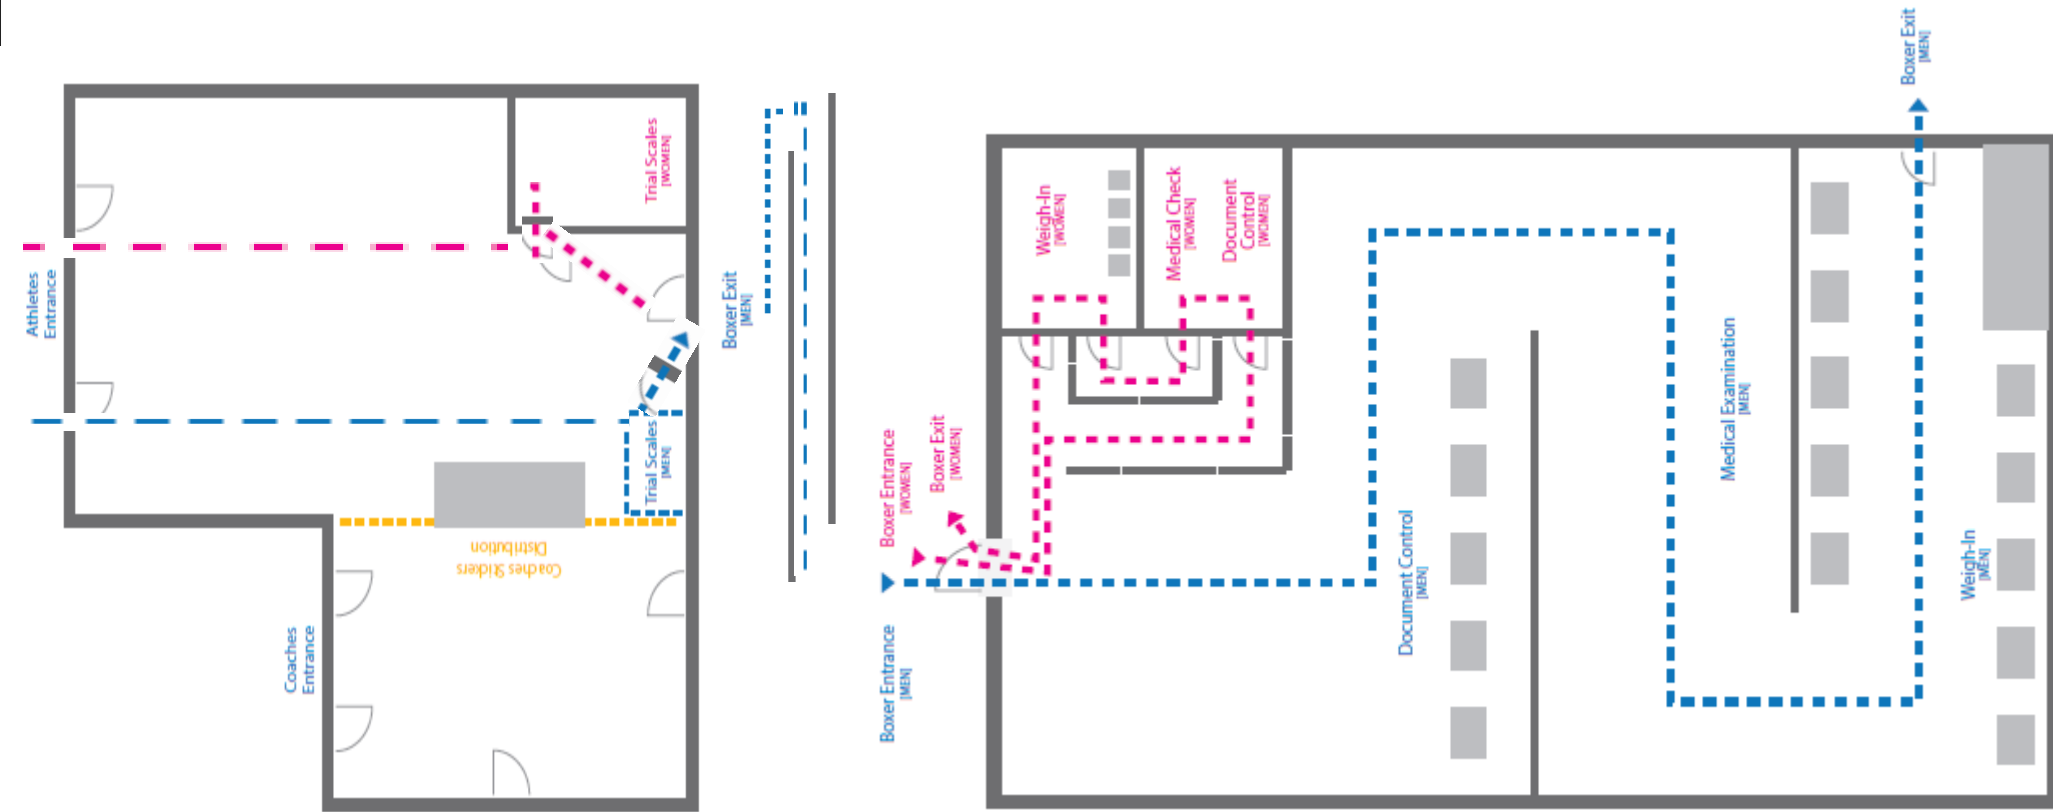 Athletes
Entrance
Trial Scales
[WOMEN]
Boxer Exit
[MEN]
Trial Scales
[MEN]
Coaches Stickers
Distribution
Coaches
Entrance
Boxer Entrance
[WOMEN]
Boxer Exit
[WOMEN]
Boxer Entrance
[MEN]
Weigh-In
[WOMEN]
Medical Check
[WOMEN]
Document
Control
[WOMEN]
Document Control
[MEN]
Medical Examination
[MEN]
Weigh-In
[MEN]
Boxer Exit
[MEN]